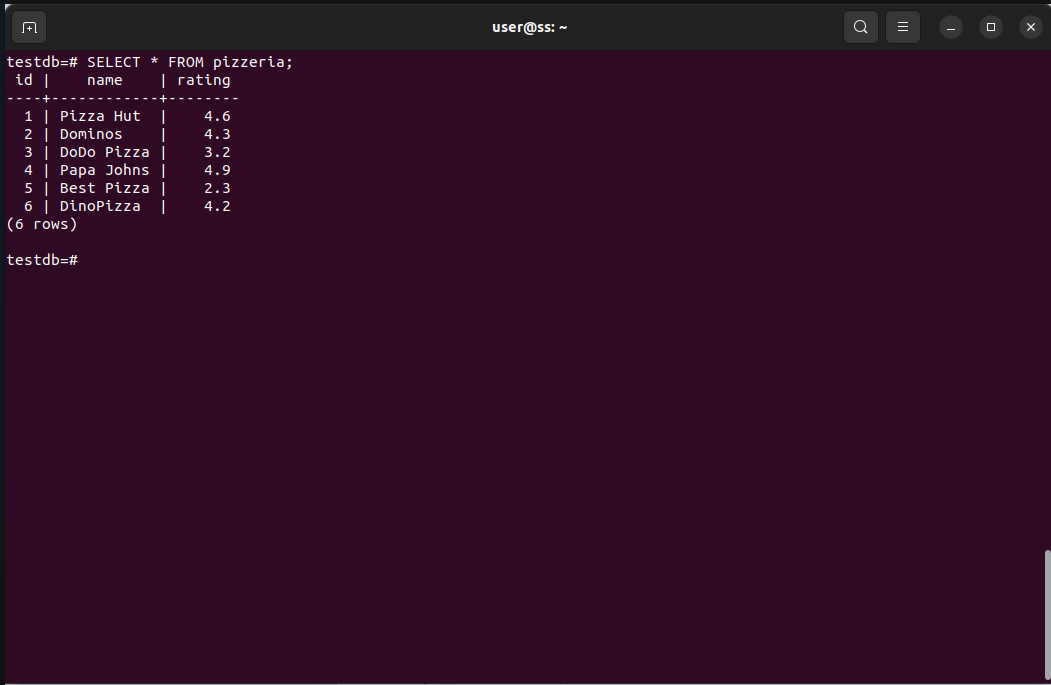 user@ss: ~
testdb=# SELECT * FROM pizzeria;
 id |    name    | rating
----+------------+--------
  1 | Pizza Hut  |    4.6
  2 | Dominos    |    4.3
  3 | DoDo Pizza |    3.2
  4 | Papa Johns |    4.9
  5 | Best Pizza |    2.3
  6 | DinoPizza  |    4.2
(6 rows)
testdb=#